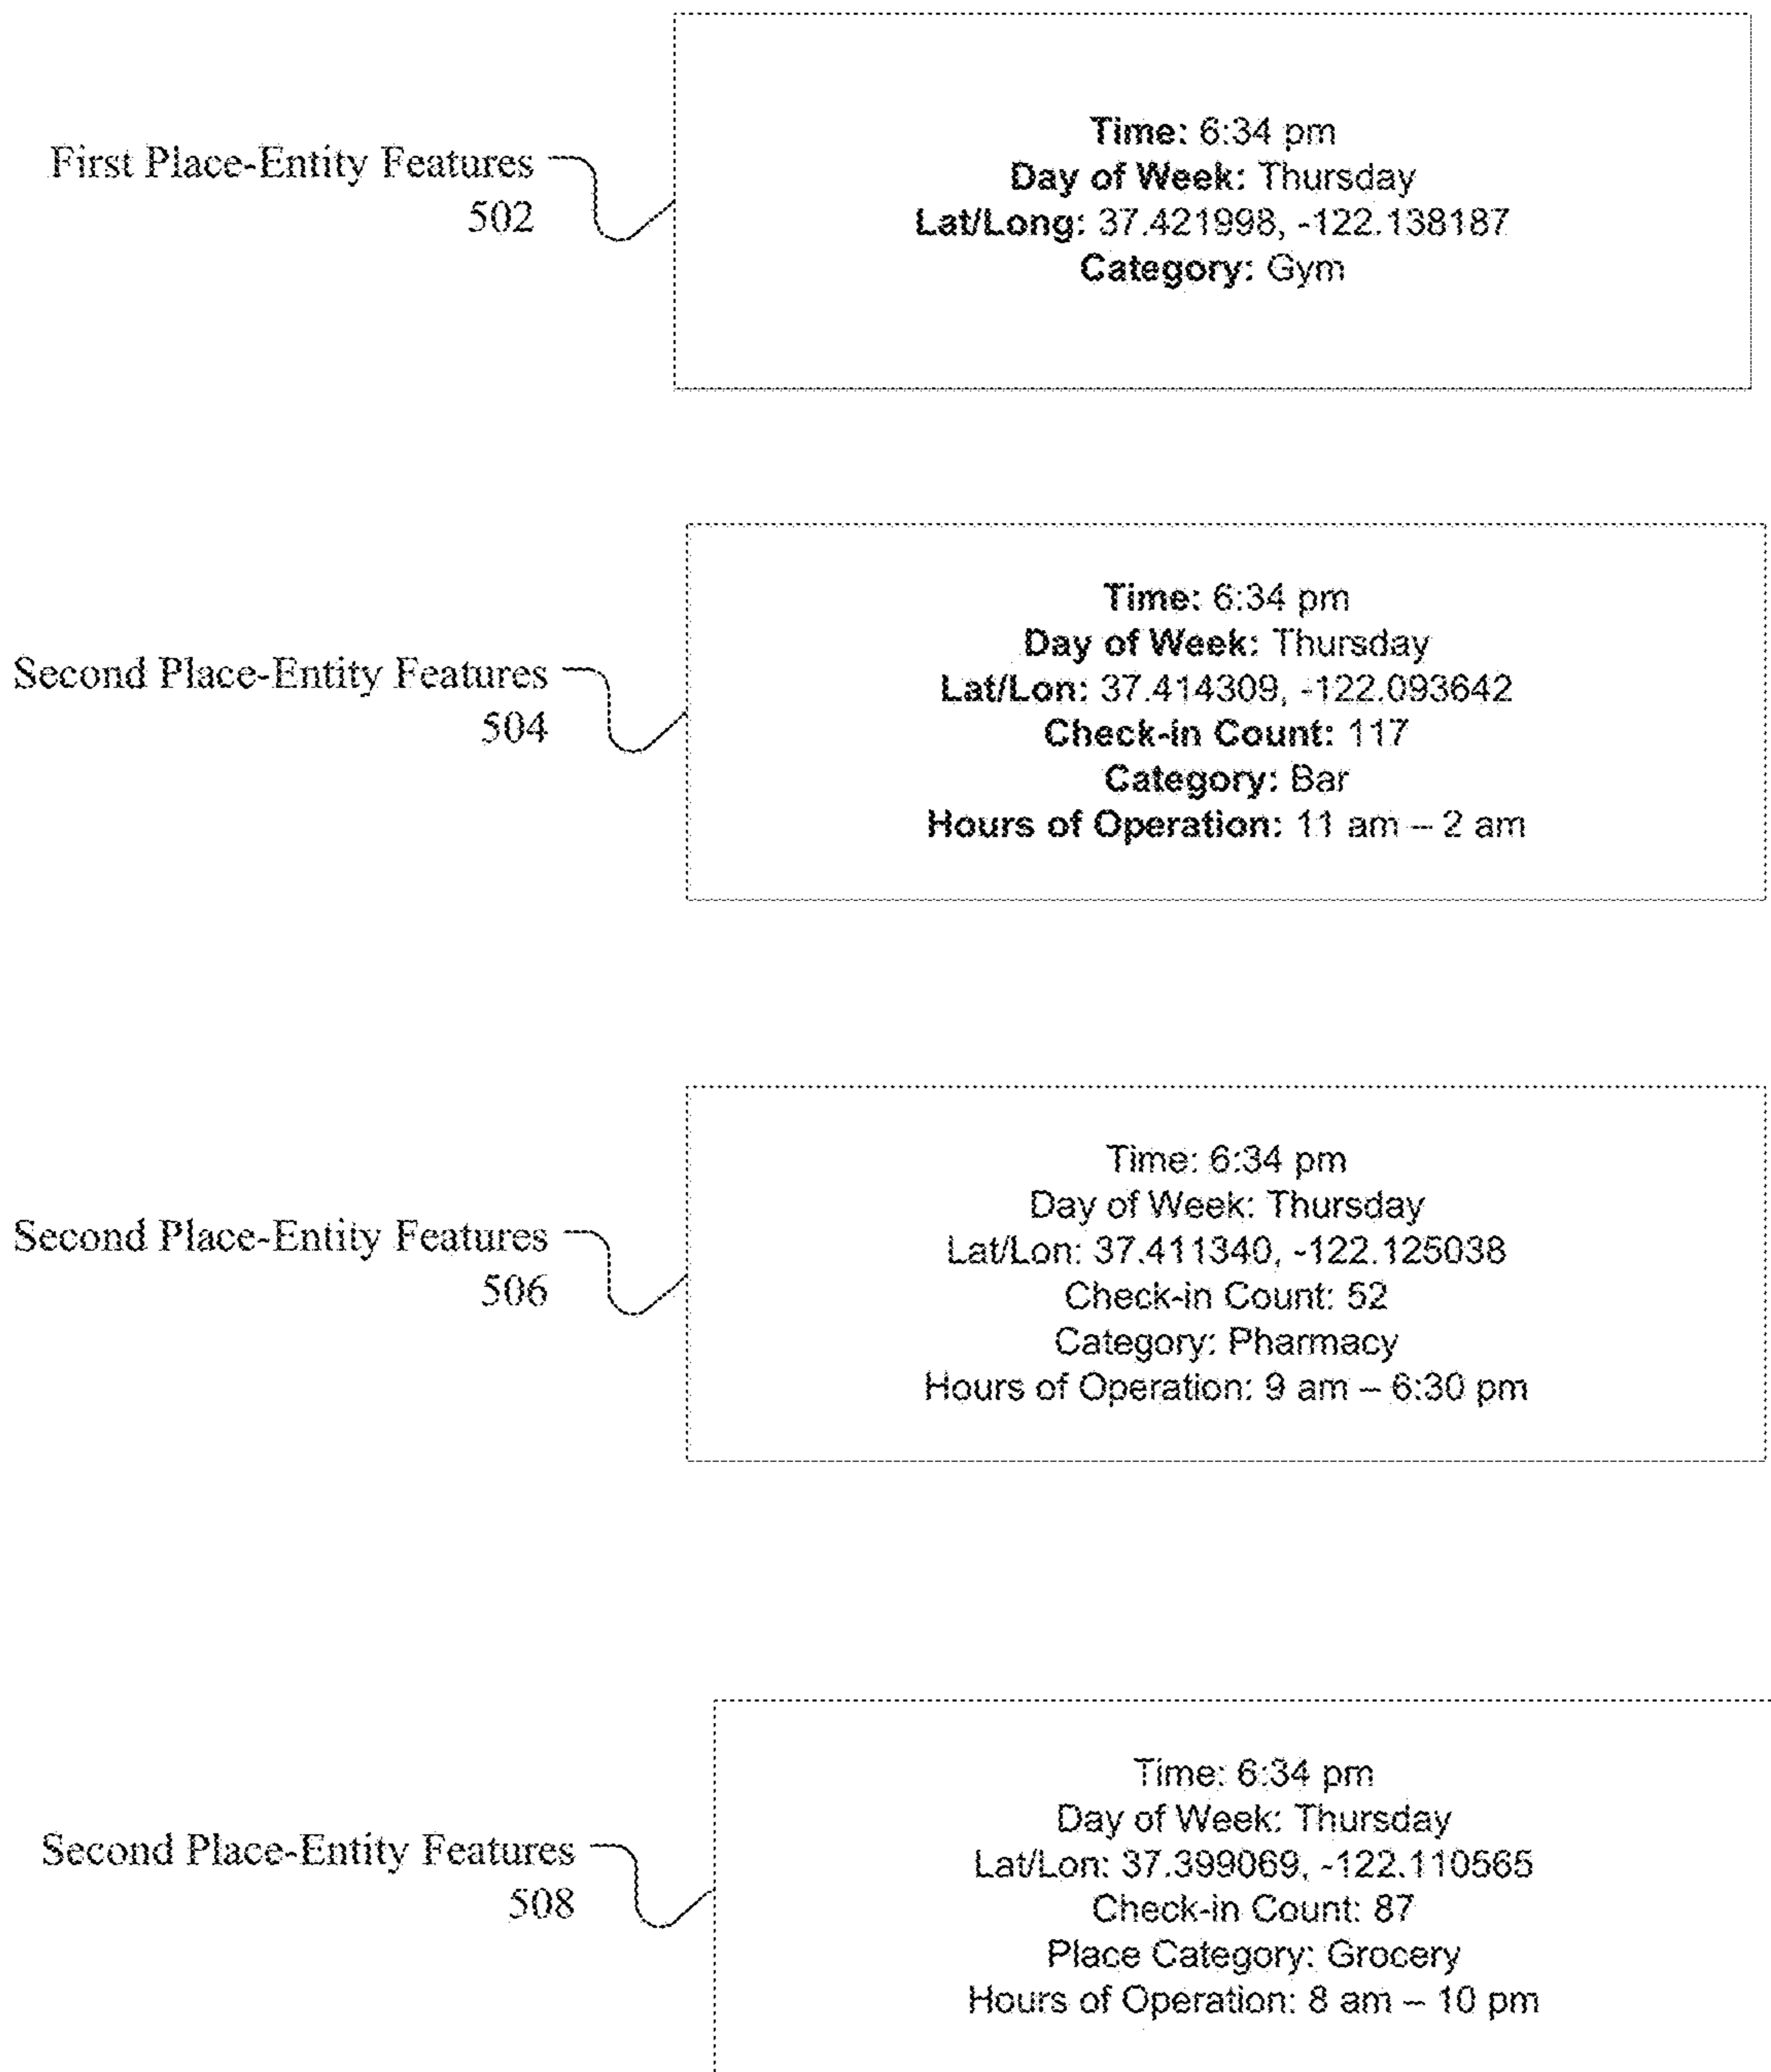 First Place-Entity Features
502
Time: 6:34 pm
Day of Week: Thursday
Lat/Long: 37.421998, -122.138187
Category: Gym
Second Place-Entity Features
504
Time: 6:34 pm
Day of Week: Thursday
Lat/Lon: 37.414309, -122.093642
Check-in Count: 117
Category: Bar
Hours of Operation: 11 am – 2 am
Second Place-Entity Features
506
Time: 6:34 pm
Day of Week: Thursday
Lat/Lon: 37.411340, -122.125038
Check-in Count: 52
Category: Pharmacy
Hours of Operation: 9 am – 6:30 pm
Second Place-Entity Features
508
Time: 6:34 pm
Day of Week: Thursday
Lat/Lon: 37.399069, -122.110565
Check-in Count: 87
Place Category: Grocery
Hours of Operation: 8 am – 10 pm